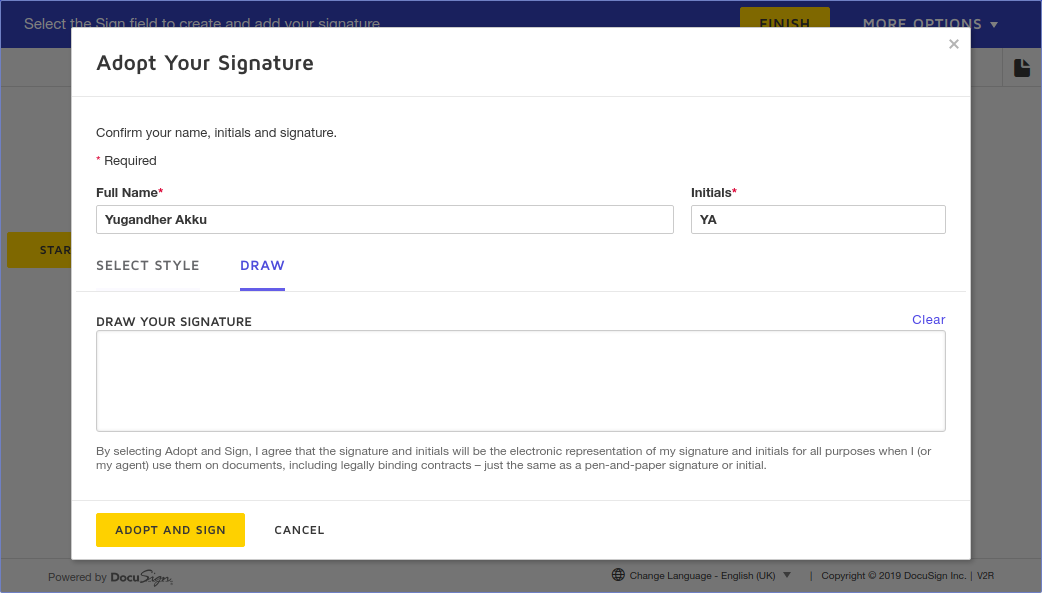 Select the Sign field to create and add your signature
FINISH
MORE OPTIONS
Adopt Your Signature
Confirm your name, initials and signature.
* Required
Full Name* Initials*
Yugandher Akku YA
STAR
SELECT STYLE DRAW
DRAW YOUR SIGNATURE Clear
By selecting Adopt and Sign, I agree that the signature and initials will be the electronic representation of my signature and initials for all purposes when I (or
my agent) use them on documents, including legally binding contracts – just the same as a pen-and-paper signature or initial.
ADOPT AND SIGN CANCEL
Powered by DocuSign Change Language - English (UK) | Copyright © 2019 DocuSign Inc. | V2R